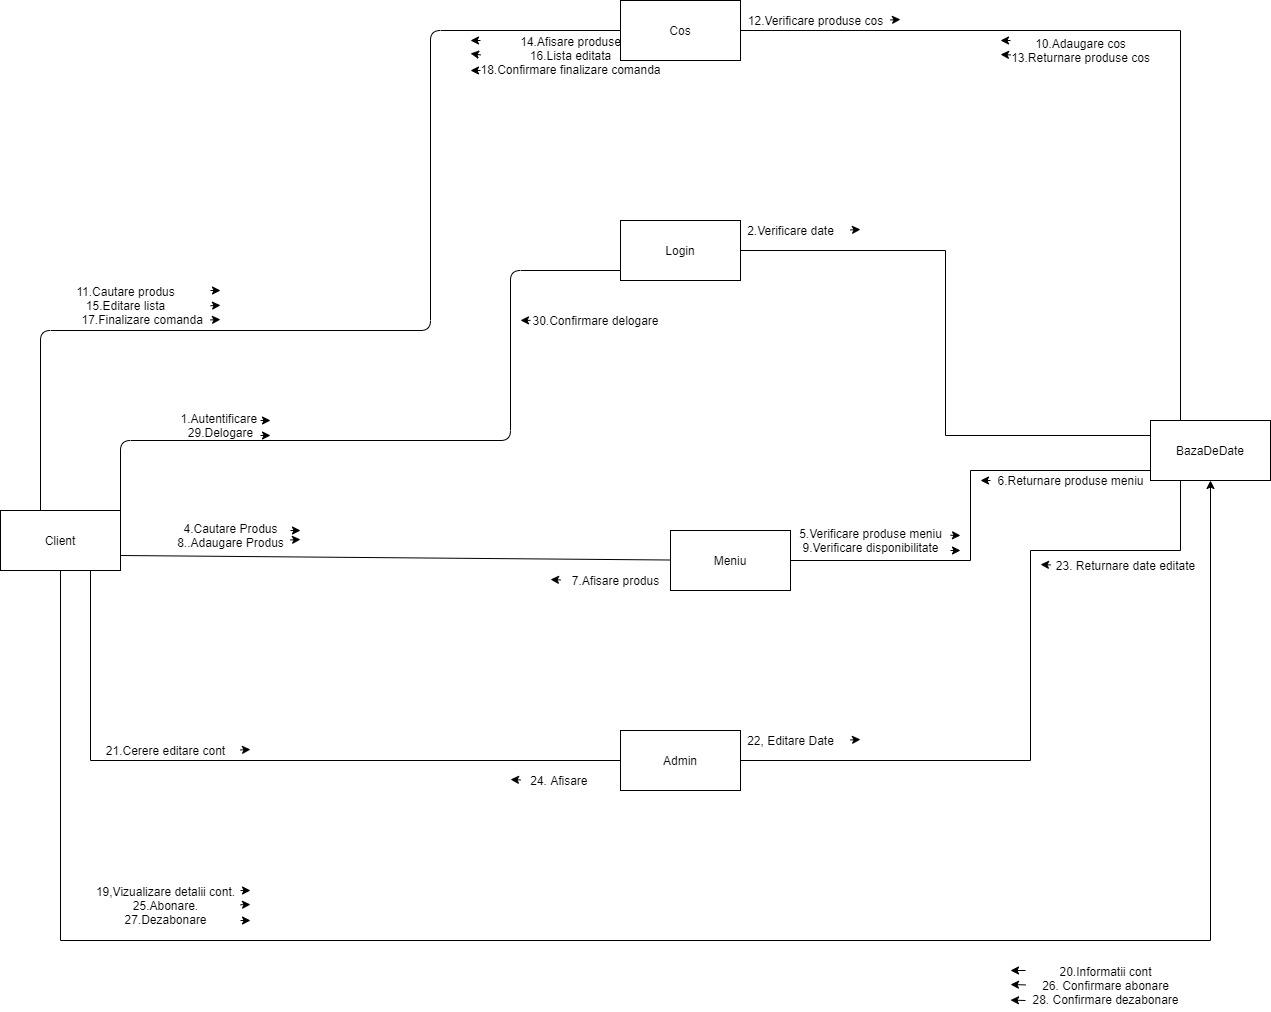 Cos
12.Verificare produse cos
14.Afisare produse
16.Lista editata
18.Confirmare finalizare comanda
10.Adaugare cos
13.Returnare produse cos
Login
2.Verificare date
11.Cautare produs
15.Editare lista
17.Finalizare comanda
30.Confirmare delogare
1.Autentificare
29.Delogare
BazaDeDate
6.Returnare produse meniu
Client
4.Cautare Produs
8..Adaugare Produs
Meniu
5.Verificare produse meniu
9.Verificare disponibilitate
7.Afisare produs
23. Returnare date editate
21.Cerere editare cont
Admin
22, Editare Date
24. Afisare
19,Vizualizare detalii cont.
25.Abonare.
27.Dezabonare
20.Informatii cont
26. Confirmare abonare
28. Confirmare dezabonare